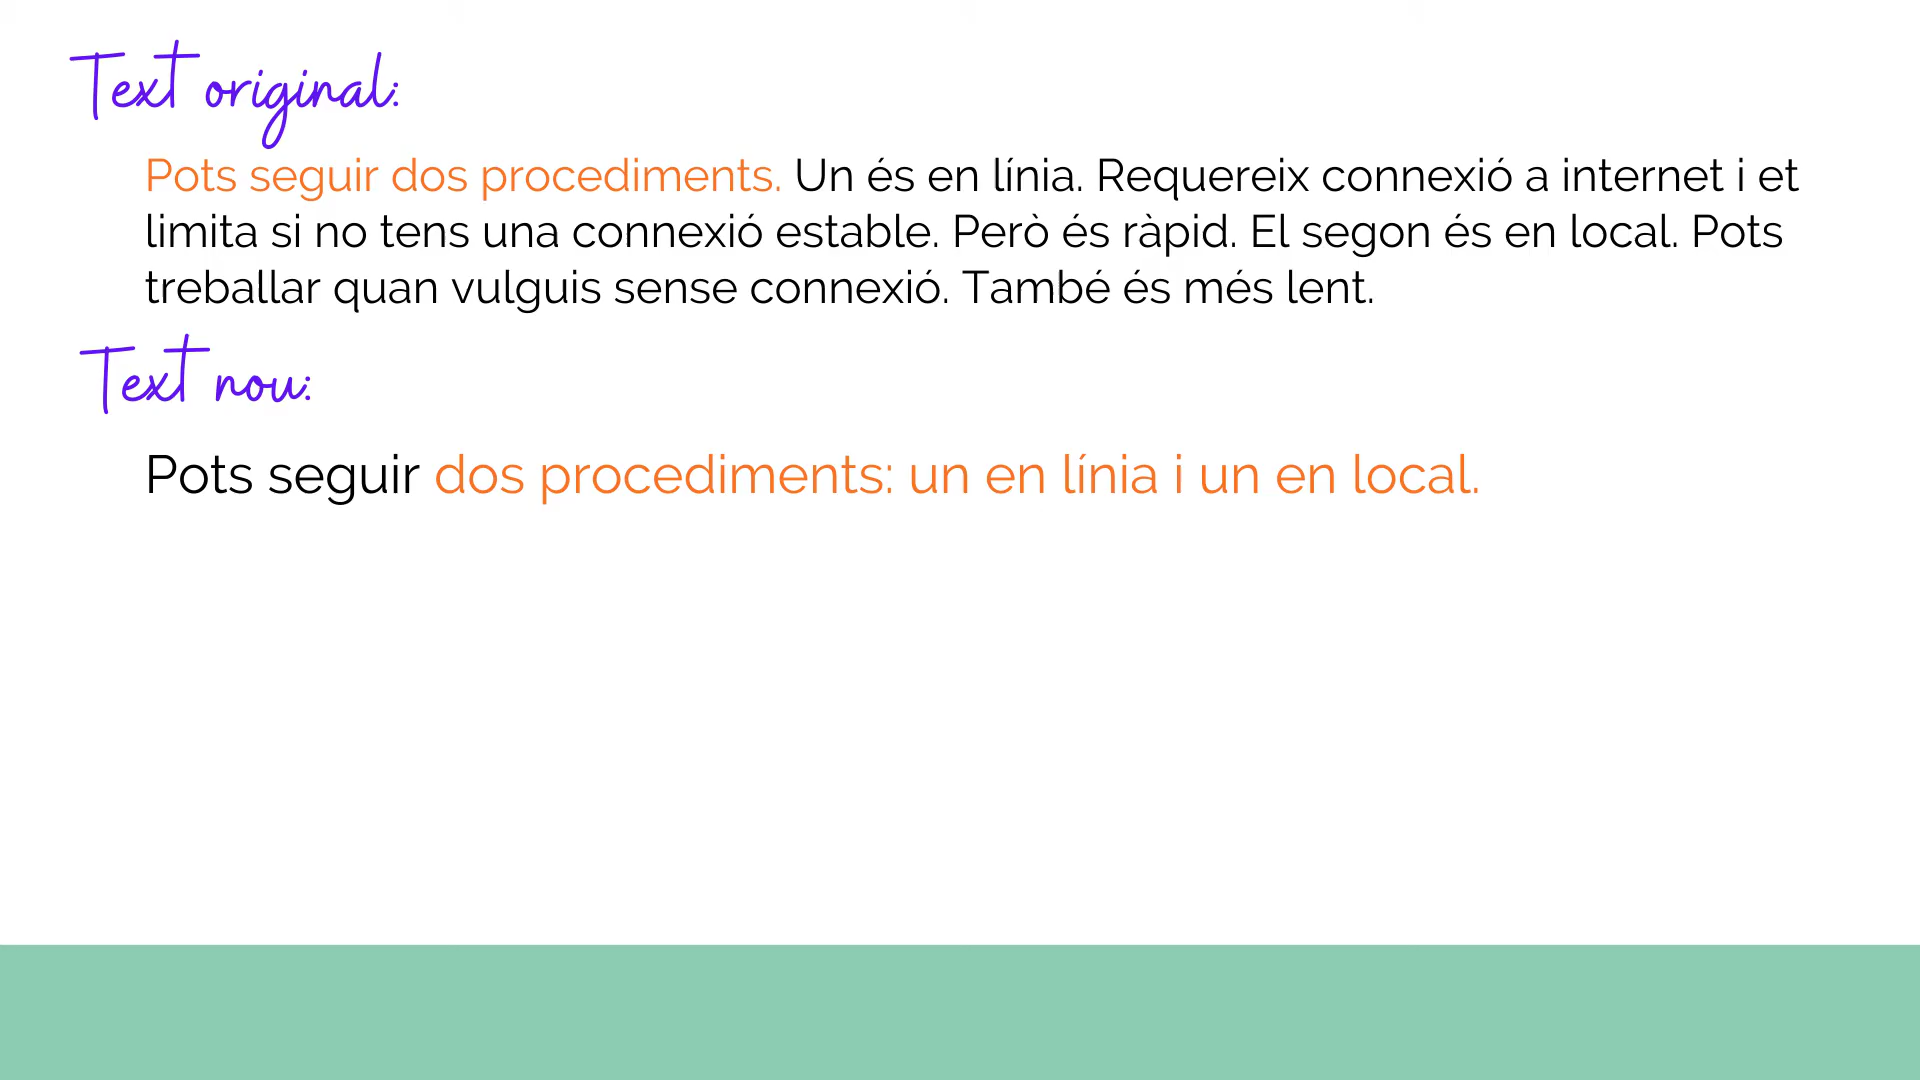 Text original:
Pots seguir dos procediments. Un és en línia. Requereix connexió a internet i et
limita si no tens una connexió estable. Però és ràpid. El segon és en local. Pots
treballar quan vulguis sense connexió. També és més lent.
Text nou:
Pots seguir dos procediments: un en línia i un en local.